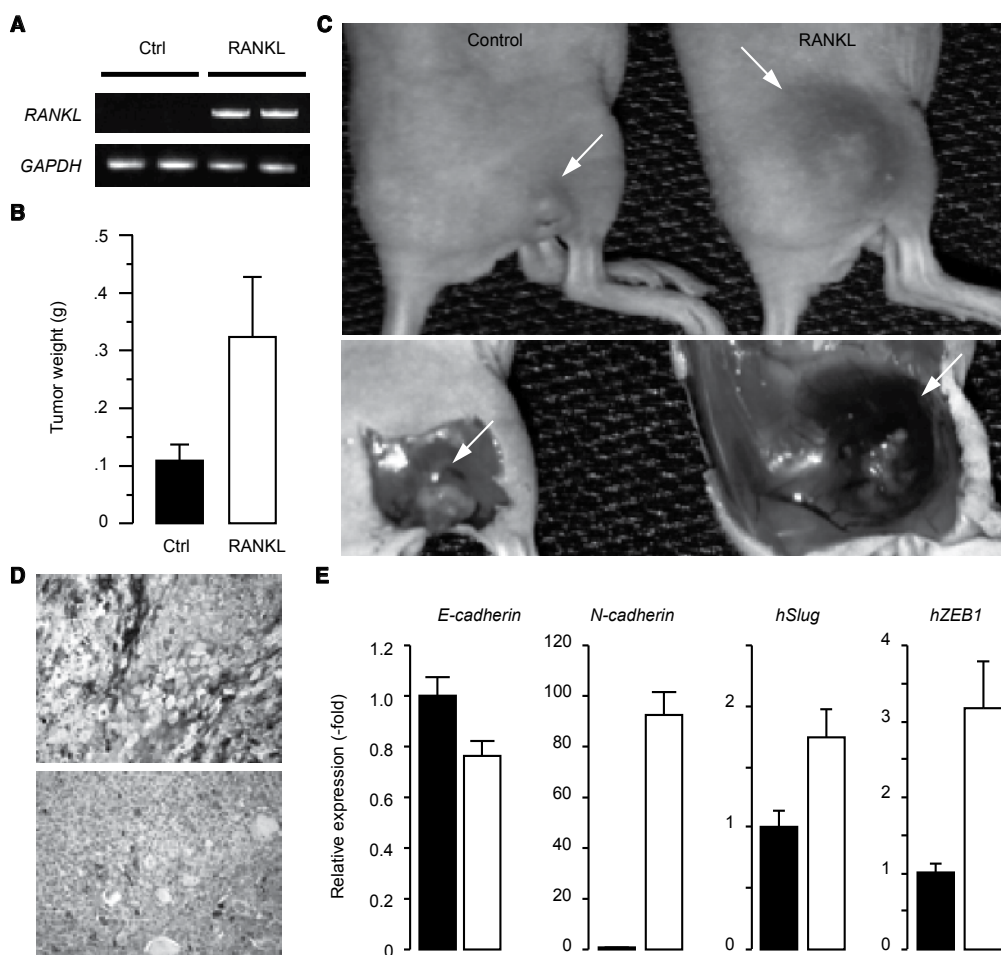 A
Ctrl RANKL
RANKL
GAPDH
B
.5
.4
.3
.2
.1
0
Tumor weight (g)
Ctrl RANKL
C
Control RANKL
D
E
E-cadherin N-cadherin hSlug hZEB1
Relative expression (-fold)
1.2
1.0
0.8
0.6
0.4
0.2
0
120
100
80
60
40
20
0
2
1
0
4
3
2
1
0